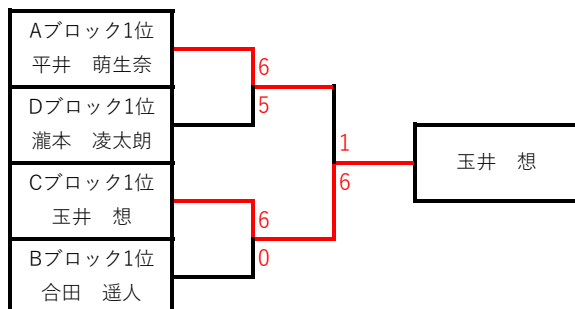 Aブロック1位
平井　萌生奈
Dブロック1位
瀧本　凌太朗
Cブロック1位
玉井　想
Bブロック1位
合田　遥人
6
5
6
0
1
6
玉井　想